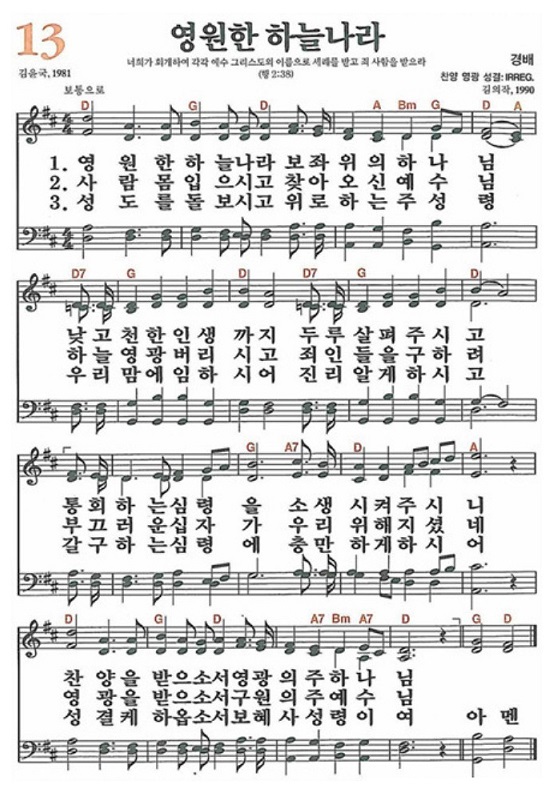 13
영원한 하늘나라
너희가 회개하여 각각 예수 그리스도의 이름으로 세례를 받고 죄 사함을 받으라
(행 2:38)
경배
김윤국, 1981
찬양 영광 성결: IRREG.
김의작, 1990
보통으로
D G D A Bm G D A
1. 영 원 한 하 늘나라 보 좌 위 의 하 나 님
2. 사 람 몸 입 으시고 찾 아 오 신 예 수 님
3. 성 도 를 돌 보시고 위 로 하 는 주 성 령
D7 G D D7 G D
낮 고 천 한 인 생 까 지 두 루 살 펴 주 시 고
하 늘 영 광 버 리 시 고 죄 인 들 을 구 하 려
우 리 맘 에 임 하 시 어 진 리 알 게 하 시 고
G A7 D A
통 회 하 는심 령 을 소 생 시 켜주 시 니
부 끄 러 운십 자 가 우 리 위 해지 셨 네
갈 구 하 는심 령 에 충 만 하 게하 시 어
D G D A7 Bm A7 D G D
찬 양 을 받 으소서 영광 의 주 하 나 님
영 광 을 받 으소서 구원 의 주 예 수 님
성 결 케 하 옵소서 보혜 사 성 령 이 여 아 멘